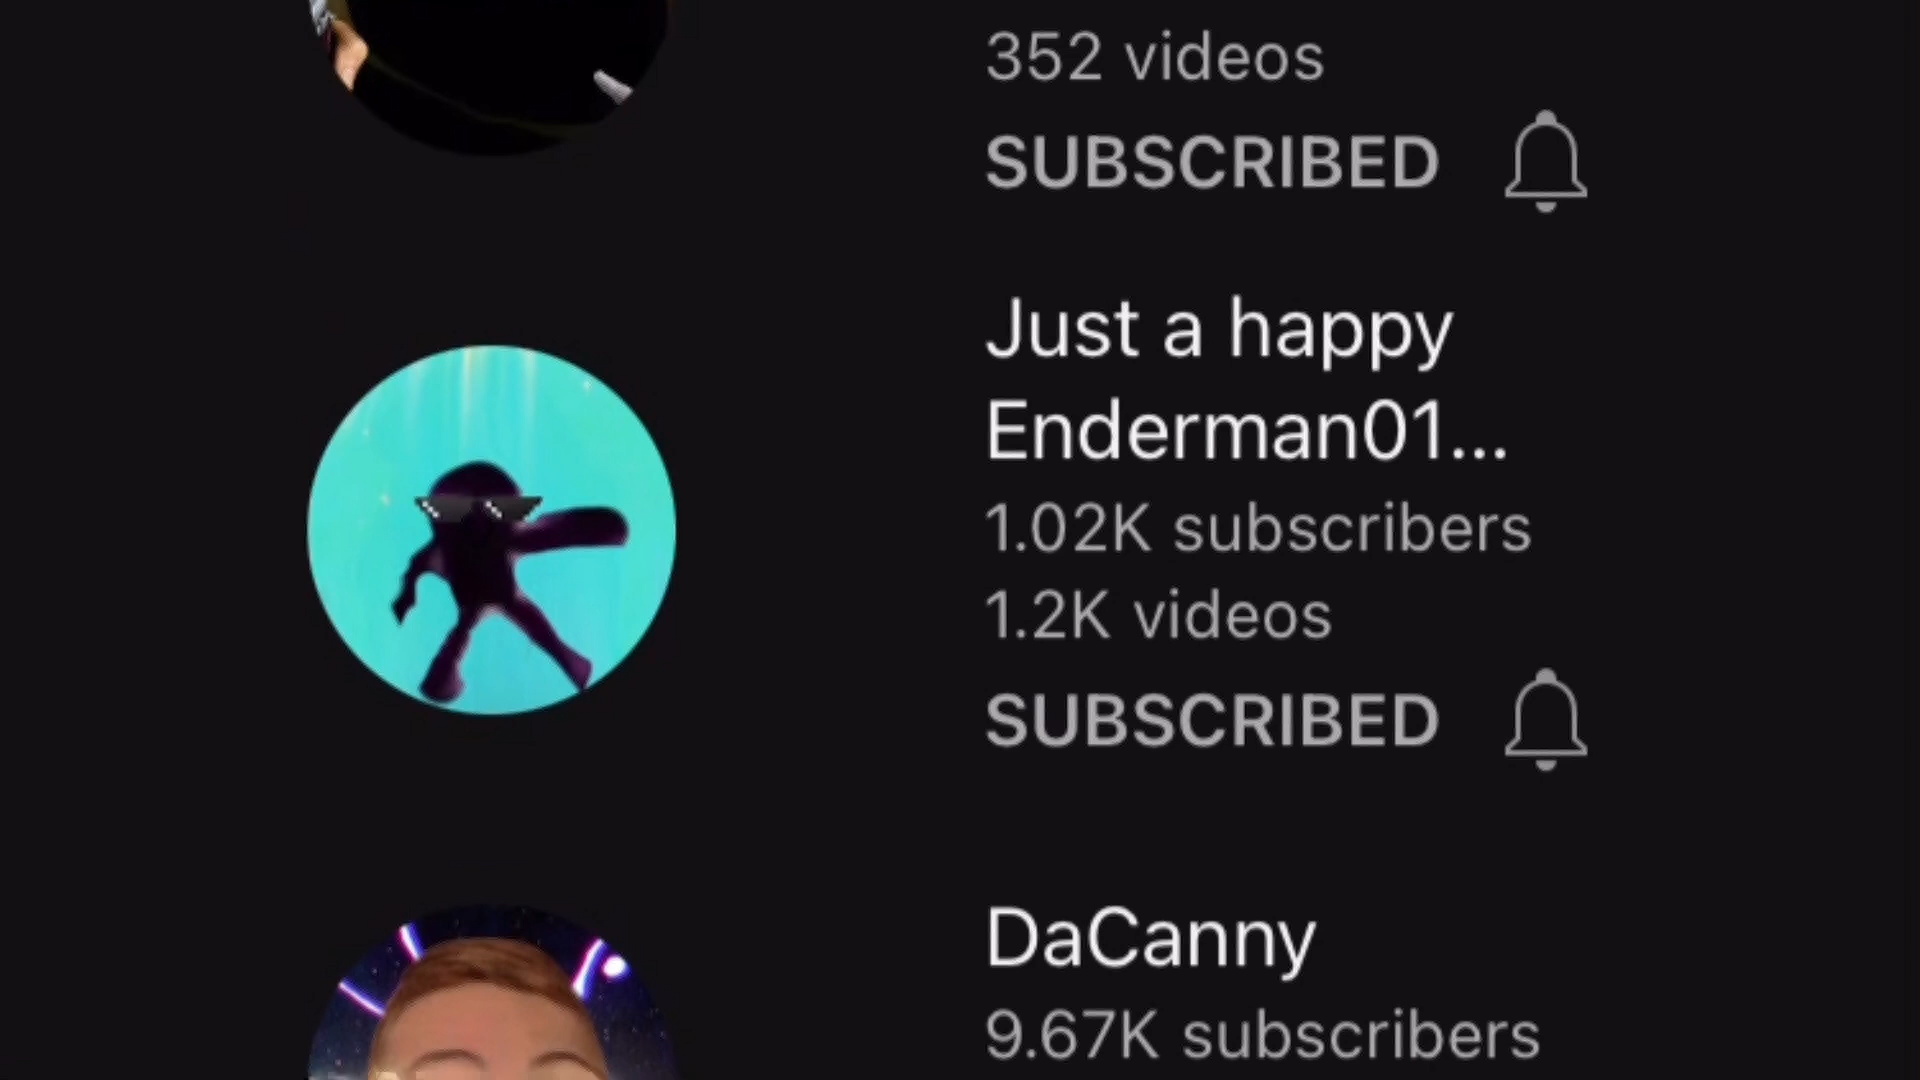 352 videos
SUBSCRIBED
Just a happy
Enderman01...
1.02K subscribers
1.2K videos
SUBSCRIBED
DaCanny
9.67K subscribers